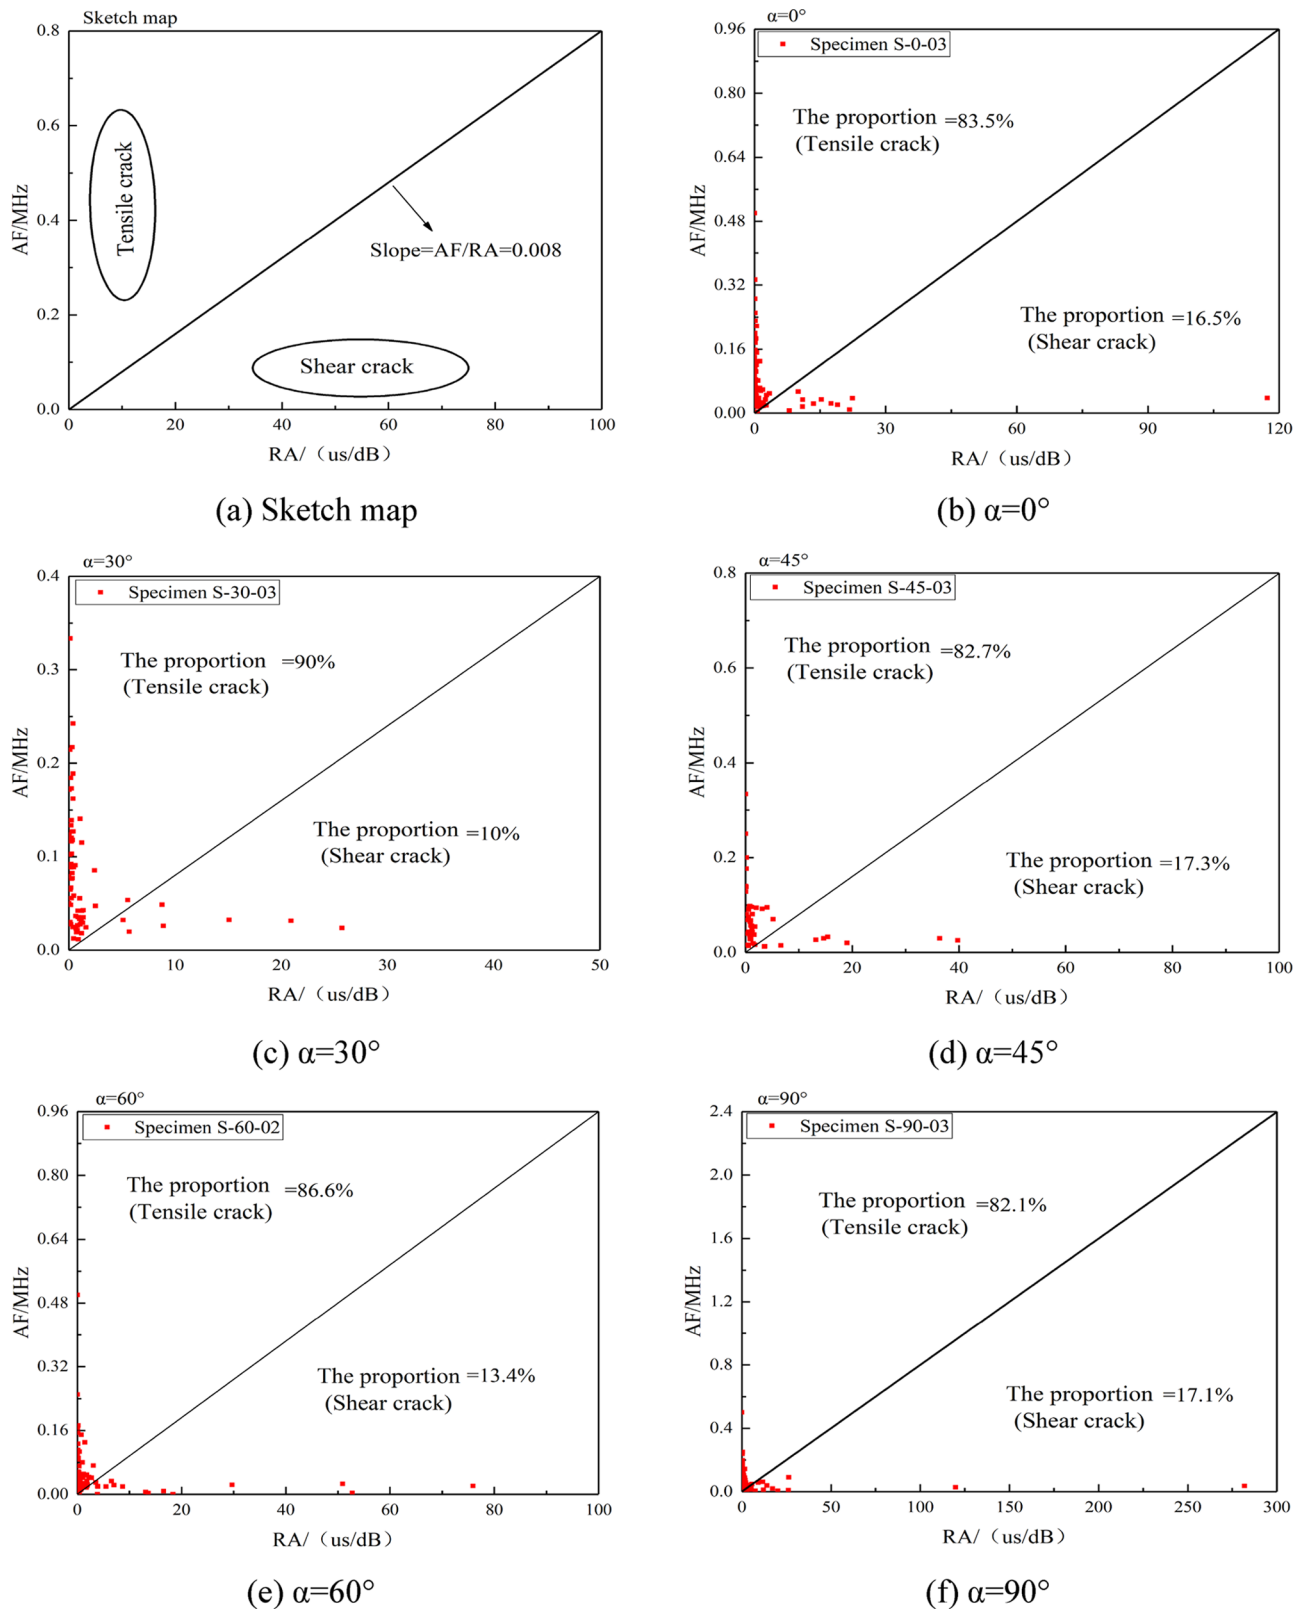 Sketch map
0.8
0.6
0.4
0.2
0.0
AF/MHz
Tensile crack
Slope=AF/RA=0.008
Shear crack
0
20
40
60
80
100
RA/（us/dB）
(a) Sketch map
α=0°
0.96
0.80
0.64
0.48
0.32
0.16
0.00
AF/MHz
Specimen S-0-03
The proportion =83.5%
(Tensile crack)
The proportion =16.5%
(Shear crack)
0
30
60
90
120
RA/（us/dB）
(b) α=0°
α=30°
0.4
0.3
0.2
0.1
0.0
AF/MHz
Specimen S-30-03
The proportion =90%
(Tensile crack)
The proportion =10%
(Shear crack)
0
10
20
30
40
50
RA/（us/dB）
(c) α=30°
α=45°
0.8
0.6
0.4
0.2
0.0
AF/MHz
Specimen S-45-03
The proportion =82.7%
(Tensile crack)
The proportion =17.3%
(Shear crack)
0
20
40
60
80
100
RA/（us/dB）
(d) α=45°
α=60°
0.96
0.80
0.64
0.48
0.32
0.16
0.00
AF/MHz
Specimen S-60-02
The proportion =86.6%
(Tensile crack)
The proportion =13.4%
(Shear crack)
0
20
40
60
80
100
RA/（us/dB）
(e) α=60°
α=90°
2.4
2.0
1.6
1.2
0.8
0.4
0.0
AF/MHz
Specimen S-90-03
The proportion =82.1%
(Tensile crack)
The proportion =17.1%
(Shear crack)
0
50
100
150
200
250
300
RA/（us/dB）
(f) α=90°